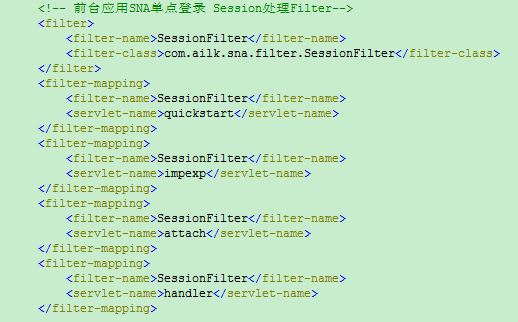 <!-- 前台应用SNA单点登录 Session处理Filter-->
<filter>
<filter-name>SessionFilter</filter-name>
<filter-class>com.ailk.sna.filter.SessionFilter</filter-class>
</filter>
<filter-mapping>
<filter-name>SessionFilter</filter-name>
<servlet-name>quickstart</servlet-name>
</filter-mapping>
<filter-mapping>
<filter-name>SessionFilter</filter-name>
<servlet-name>impexp</servlet-name>
</filter-mapping>
<filter-mapping>
<filter-name>SessionFilter</filter-name>
<servlet-name>attach</servlet-name>
</filter-mapping>
<filter-mapping>
<filter-name>SessionFilter</filter-name>
<servlet-name>handler</servlet-name>
</filter-mapping>